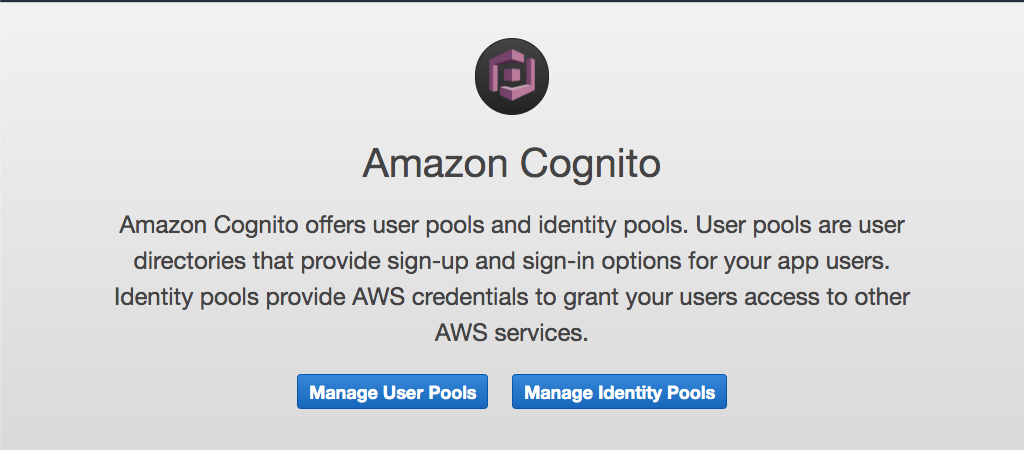 Amazon Cognito
Amazon Cognito offers user pools and identity pools. User pools are user
directories that provide sign-up and sign-in options for your app users.
Identity pools provide AWS credentials to grant your users access to other
AWS services.
Manage User Pools
Manage Identity Pools